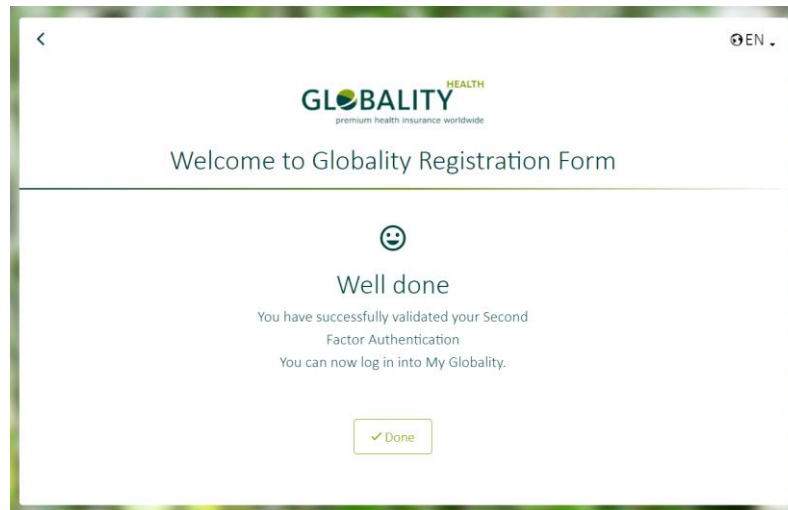 EN
HEALTH
GLOBALITY
premium health insurance worldwide
Welcome to Globality Registration Form
Well done
You have successfully validated your Second
Factor Authentication
You can now log in into My Globality.
Done